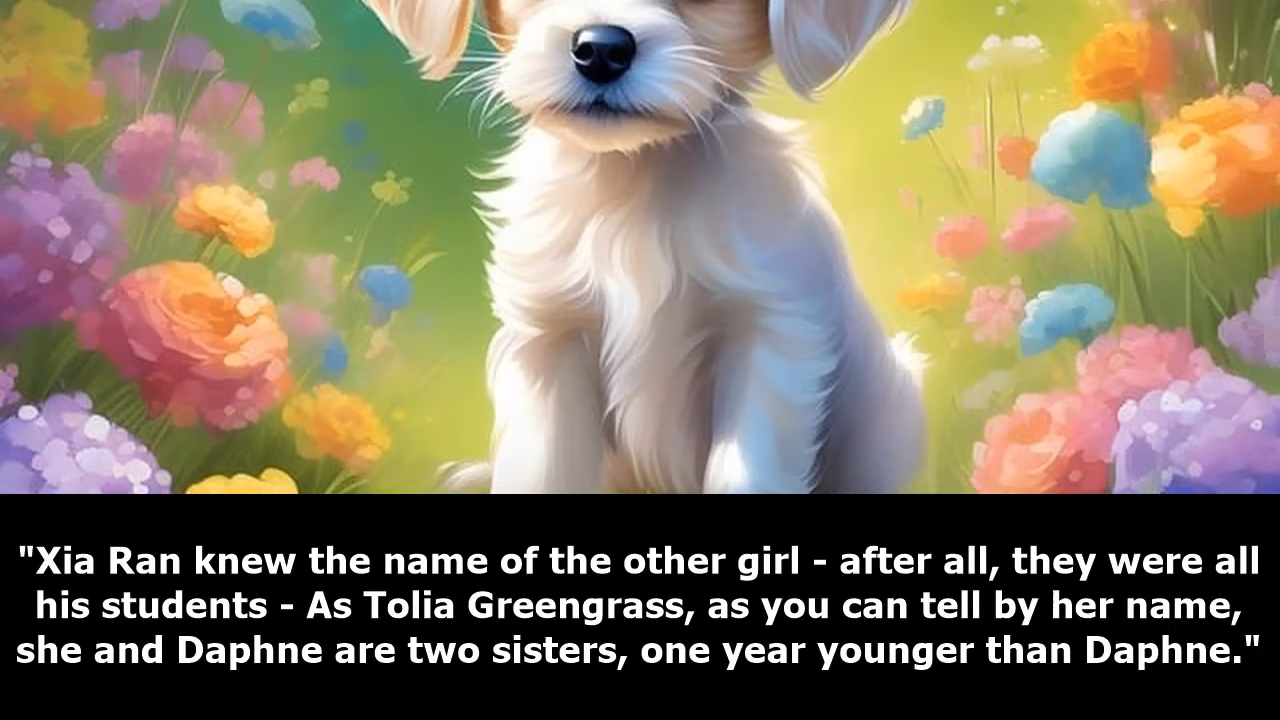 "Xia Ran knew the name of the other girl - after all, they were all
his students - As Tolia Greengrass, as you can tell by her name,
she and Daphne are two sisters, one year younger than Daphne."